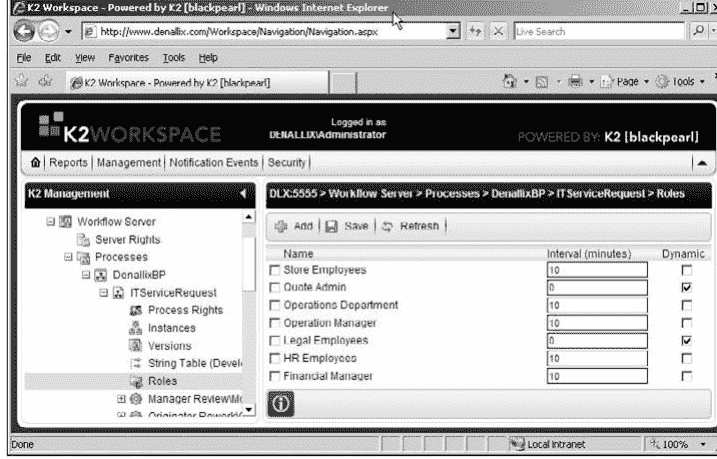 K2 Workspace - Powered by K2 [blackpearl] - Windows Internet Explorer
http://www.denallix.com/Workspace/Navigation/Navigation.aspx
Live Search
File Edit View Favorites Tools Help
K2 Workspace - Powered by K2 [blackpearl]
Page Tools
K2WORKSPACE
Logged in as
DENALLIX\Administrator
POWERED BY: K2 [blackpearl]
Reports | Management | Notification Events | Security |
K2 Management
DLX:5555 > Workflow Server > Processes > DenallixBP > ITServiceRequest > Roles
Workflow Server
Server Rights
Processes
DenallixBP
ITServiceRequest
Process Rights
Instances
Versions
String Table (Devel
Roles
Manager Review\M
Originator Rework\
Add | Save | Refresh |
Name Interval (minutes) Dynamic
Store Employees 10
Quote Admin 0
Operations Department 10
Operation Manager 10
Legal Employees 0
HR Employees 10
Financial Manager 10
Done
Local intranet
100%